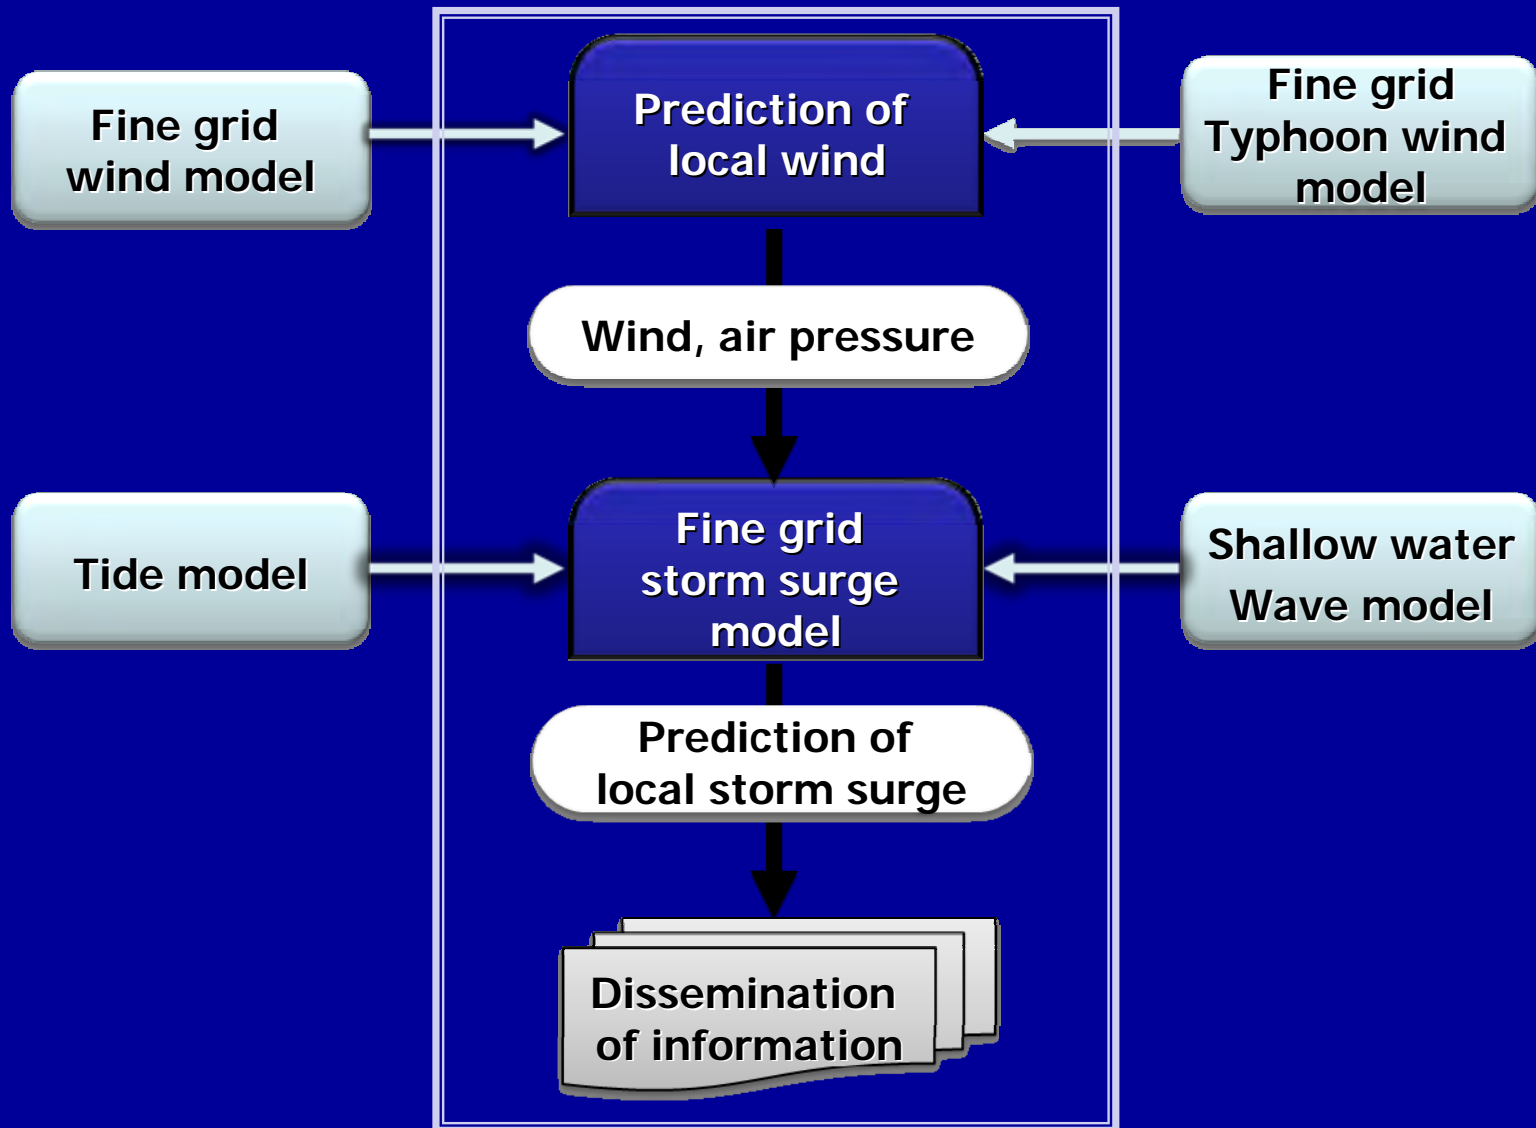 Fine grid
wind model
Prediction of
local wind
Fine grid
Typhoon wind
model
Wind, air pressure
Tide model
Fine grid
storm surge
model
Shallow water
Wave model
Prediction of
local storm surge
Dissemination
of information